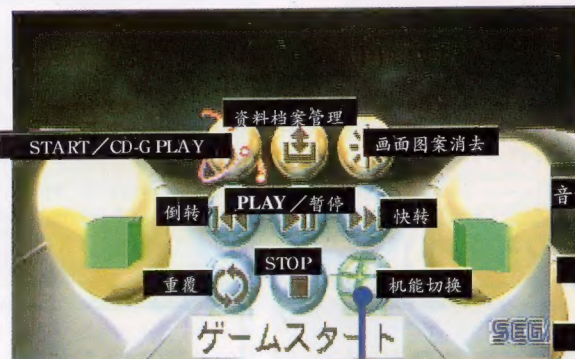 资料档案管理
START／CD-G PLAY
画面图案消去
音
倒转
PLAY／暂停
快转
重覆
STOP
机能切换
ゲームスタート
SEGA